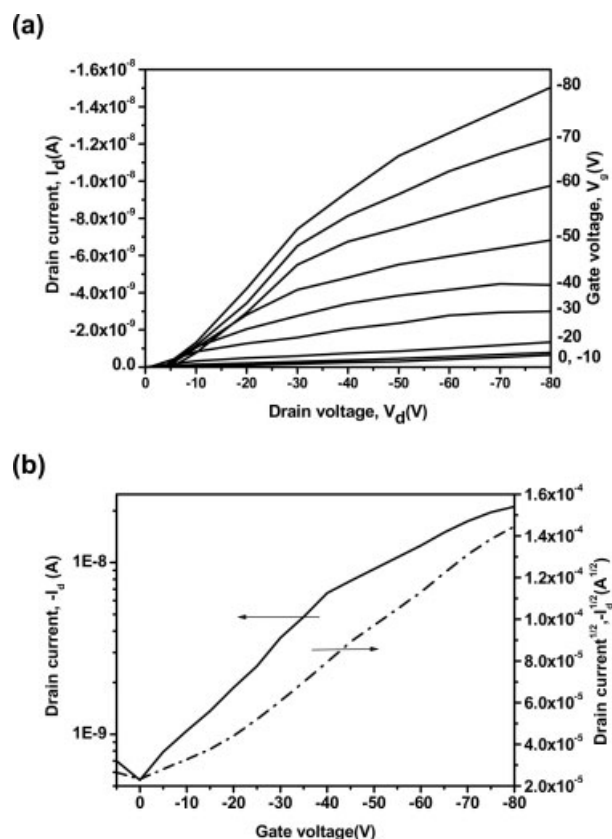 (a)
-1.6x10⁻⁸
-1.4x10⁻⁸
-1.2x10⁻⁸
-1.0x10⁻⁸
-8.0x10⁻⁹
-6.0x10⁻⁹
-4.0x10⁻⁹
-2.0x10⁻⁹
0.0
Drain current, I_d(A)
0 -10 -20 -30 -40 -50 -60 -70 -80
Drain voltage, V_d(V)
-80
-70
-60
-50
-40
-30
-20
0, -10
Gate voltage, V_g(V)
(b)
1E-8
1E-9
Drain current, -I_d (A)
0 -10 -20 -30 -40 -50 -60 -70 -80
Gate voltage(V)
1.6x10⁻⁴
1.4x10⁻⁴
1.2x10⁻⁴
1.0x10⁻⁴
8.0x10⁻⁵
6.0x10⁻⁵
4.0x10⁻⁵
2.0x10⁻⁵
Drain current^1/2, -I_d^1/2(A^1/2)